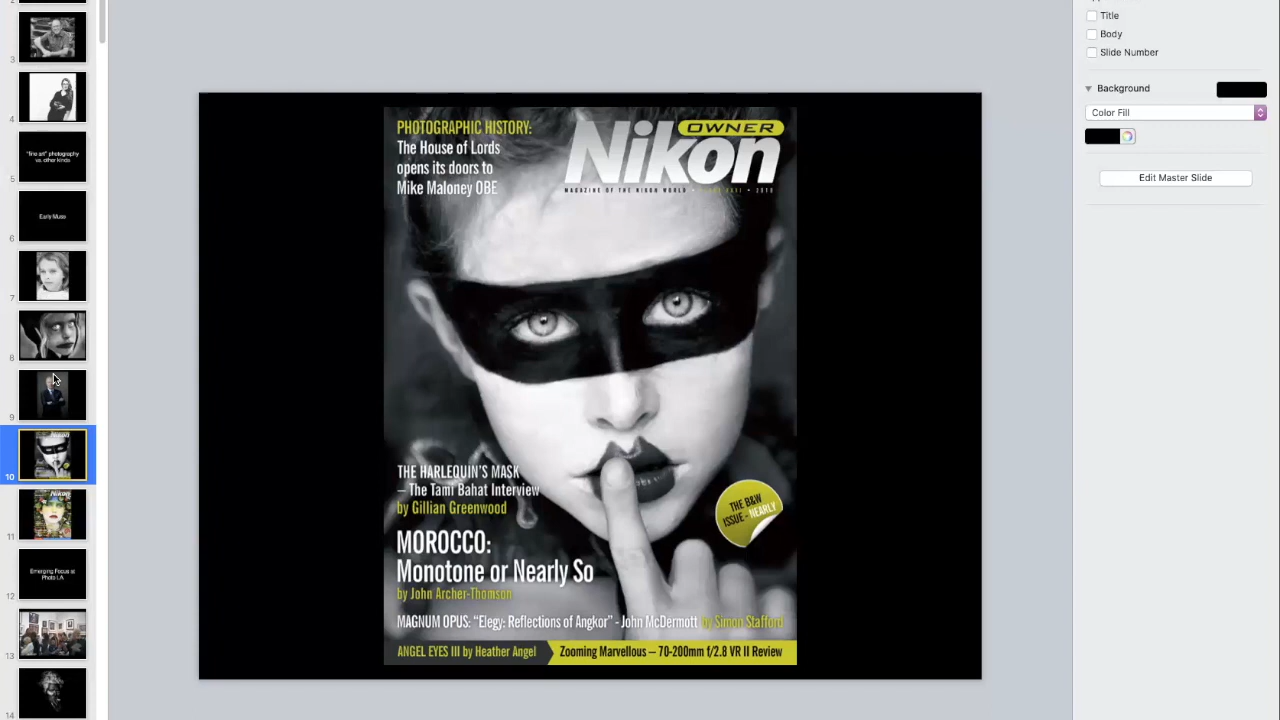 2
3
4
5
"fine art" photography
vs. other kinds
6
Early Muse
7
8
9
10
11
12
Emerging Focus at
Photo LA
13
14
PHOTOGRAPHIC HISTORY:
The House of Lords
opens its doors to
Mike Maloney OBE
OWNER
Nikon
MAGAZINE OF THE NIKON WORLD
THE HARLEQUIN'S MASK
– The Tami Bahat Interview
by Gillian Greenwood
THE B&W
ISSUE - NEARLY
MOROCCO:
Monotone or Nearly So
by John Archer-Thomson
MAGNUM OPUS: "Elegy: Reflections of Angkor" - John McDermott by Simon Stafford
ANGEL EYES III by Heather Angel
Zooming Marvellous – 70-200mm f/2.8 VR II Review
Title
Body
Slide Number
Background
Color Fill
Edit Master Slide